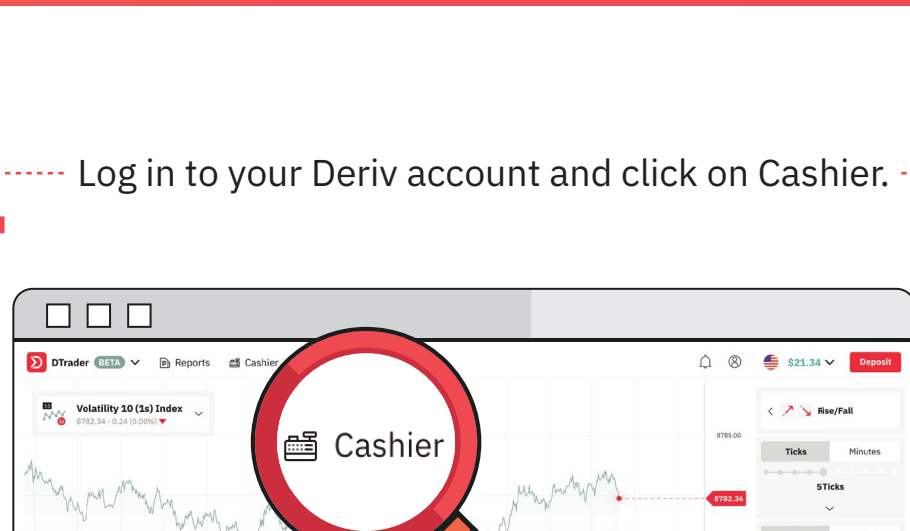 Log in to your Deriv account and click on Cashier.
DTrader BETA Reports Cashier $21.34 Deposit
Volatility 10 (1s) Index
8782.34 - 0.24 (0.00%)
Rise/Fall
8785.00
Cashier
Ticks Minutes
5Ticks
8782.36